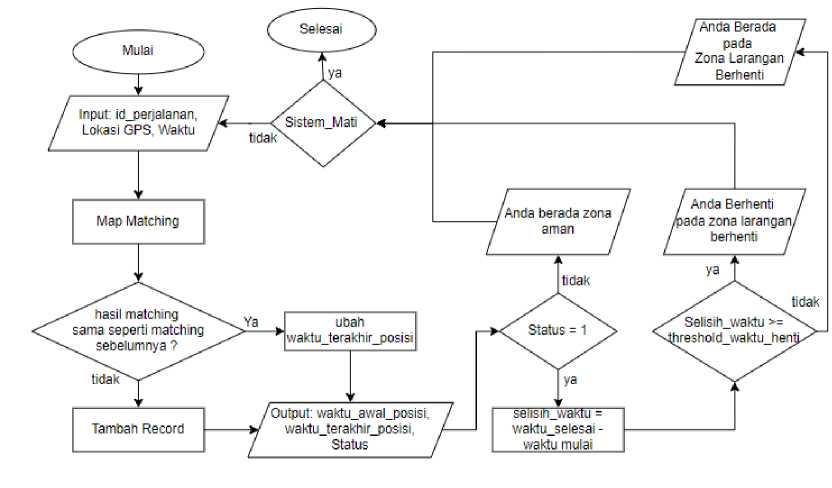 Mulai
Input: id_perjalanan,
Lokasi GPS, Waktu
Map Matching
hasil matching
sama seperti matching
sebelumnya ?
Ya
ubah
waktu_terakhir_posisi
tidak
Tambah Record
Output: waktu_awal_posisi,
waktu_terakhir_posisi,
Status
Status = 1
tidak
Anda berada zona
aman
ya
selisih_waktu =
waktu_selesai -
waktu mulai
Selisih_waktu >=
threshold_waktu_henti
ya
Anda Berhenti
pada zona larangan
berhenti
tidak
Anda Berada
pada
Zona Larangan
Berhenti
Sistem_Mati
tidak
ya
Selesai